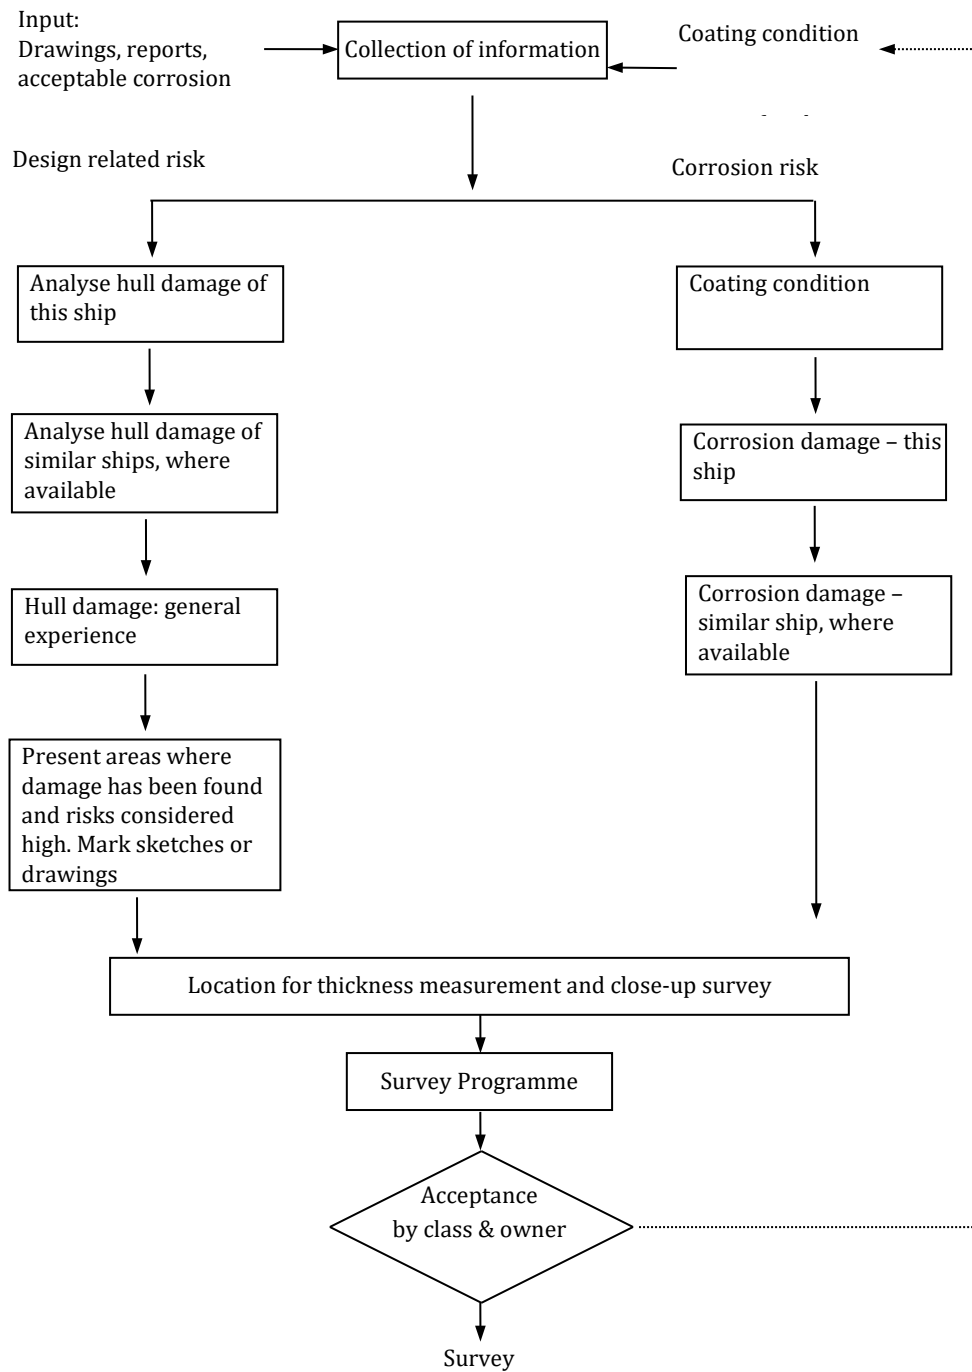 Input:
Drawings, reports,
acceptable corrosion
Collection of information
Coating condition
Design related risk
Corrosion risk
Analyse hull damage of
this ship
Coating condition
Analyse hull damage of
similar ships, where
available
Corrosion damage – this
ship
Hull damage: general
experience
Corrosion damage –
similar ship, where
available
Present areas where
damage has been found
and risks considered
high. Mark sketches or
drawings
Location for thickness measurement and close-up survey
Survey Programme
Acceptance
by class & owner
Survey